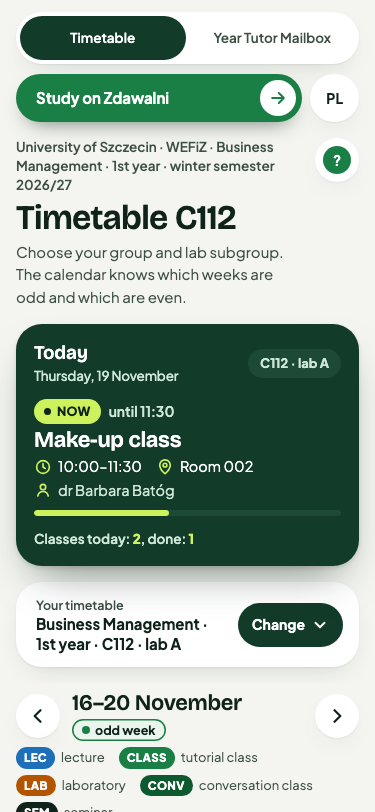 Timetable
Year Tutor Mailbox
Study on Zdawalni
PL
University of Szczecin · WEFiZ · Business
Management · 1st year · winter semester
2026/27
?
Timetable C112
Choose your group and lab subgroup.
The calendar knows which weeks are
odd and which are even.
Today
Thursday, 19 November
C112 · lab A
NOW until 11:30
Make-up class
10:00–11:30 Room 002
dr Barbara Batóg
Classes today: 2, done: 1
Your timetable
Business Management ·
1st year · C112 · lab A
Change
16–20 November
odd week
LEC lecture CLASS tutorial class
LAB laboratory CONV conversation class
SEM seminar